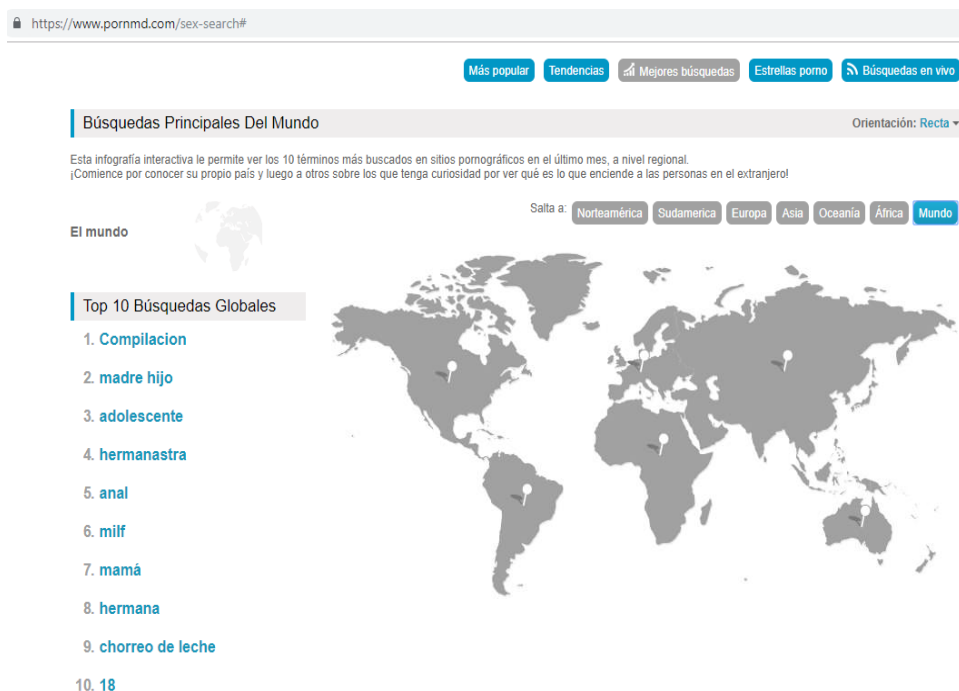 https://www.pornmd.com/sex-search#
Más popular Tendencias Mejores búsquedas Estrellas porno Búsquedas en vivo
Búsquedas Principales Del Mundo Orientación: Recta
Esta infografía interactiva le permite ver los 10 términos más buscados en sitios pornográficos en el último mes, a nivel regional.
¡Comience por conocer su propio país y luego a otros sobre los que tenga curiosidad por ver qué es lo que enciende a las personas en el extranjero!
Salta a: Norteamérica Sudamerica Europa Asia Oceanía África Mundo
El mundo
Top 10 Búsquedas Globales
1. Compilacion
2. madre hijo
3. adolescente
4. hermanastra
5. anal
6. milf
7. mamá
8. hermana
9. chorreo de leche
10. 18